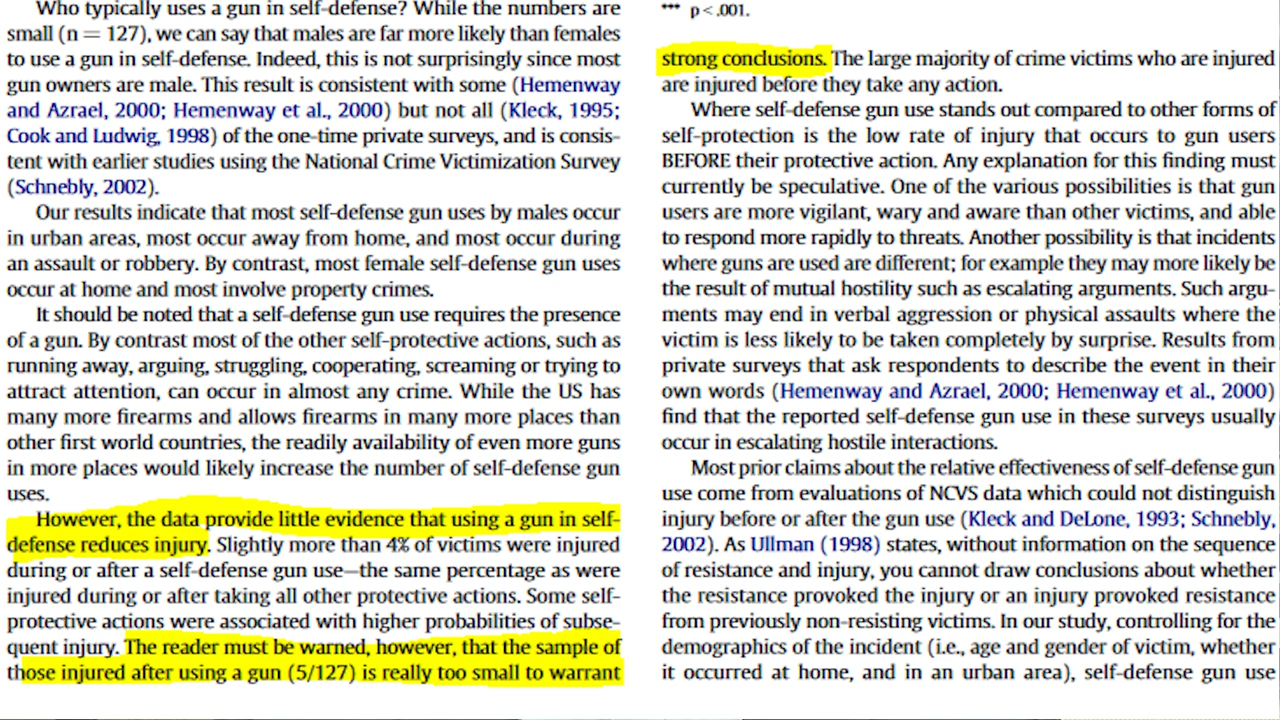 Who typically uses a gun in self-defense? While the numbers are
small (n = 127), we can say that males are far more likely than females
to use a gun in self-defense. Indeed, this is not surprisingly since most
gun owners are male. This result is consistent with some (Hemenway
and Azrael, 2000; Hemenway et al., 2000) but not all (Kleck, 1995;
Cook and Ludwig, 1998) of the one-time private surveys, and is consis-
tent with earlier studies using the National Crime Victimization Survey
(Schnebly, 2002).
Our results indicate that most self-defense gun uses by males occur
in urban areas, most occur away from home, and most occur during
an assault or robbery. By contrast, most female self-defense gun uses
occur at home and most involve property crimes.
It should be noted that a self-defense gun use requires the presence
of a gun. By contrast most of the other self-protective actions, such as
running away, arguing, struggling, cooperating, screaming or trying to
attract attention, can occur in almost any crime. While the US has
many more firearms and allows firearms in many more places than
other first world countries, the readily availability of even more guns
in more places would likely increase the number of self-defense gun
uses.
However, the data provide little evidence that using a gun in self-
defense reduces injury. Slightly more than 4% of victims were injured
during or after a self-defense gun use—the same percentage as were
injured during or after taking all other protective actions. Some self-
protective actions were associated with higher probabilities of subse-
quent injury. The reader must be warned, however, that the sample of
those injured after using a gun (5/127) is really too small to warrant
*** p < .001.
strong conclusions. The large majority of crime victims who are injured
are injured before they take any action.
Where self-defense gun use stands out compared to other forms of
self-protection is the low rate of injury that occurs to gun users
BEFORE their protective action. Any explanation for this finding must
currently be speculative. One of the various possibilities is that gun
users are more vigilant, wary and aware than other victims, and able
to respond more rapidly to threats. Another possibility is that incidents
where guns are used are different; for example they may more likely be
the result of mutual hostility such as escalating arguments. Such argu-
ments may end in verbal aggression or physical assaults where the
victim is less likely to be taken completely by surprise. Results from
private surveys that ask respondents to describe the event in their
own words (Hemenway and Azrael, 2000; Hemenway et al., 2000)
find that the reported self-defense gun use in these surveys usually
occur in escalating hostile interactions.
Most prior claims about the relative effectiveness of self-defense gun
use come from evaluations of NCVS data which could not distinguish
injury before or after the gun use (Kleck and DeLone, 1993; Schnebly,
2002). As Ullman (1998) states, without information on the sequence
of resistance and injury, you cannot draw conclusions about whether
the resistance provoked the injury or an injury provoked resistance
from previously non-resisting victims. In our study, controlling for the
demographics of the incident (i.e., age and gender of victim, whether
it occurred at home, and in an urban area), self-defense gun use